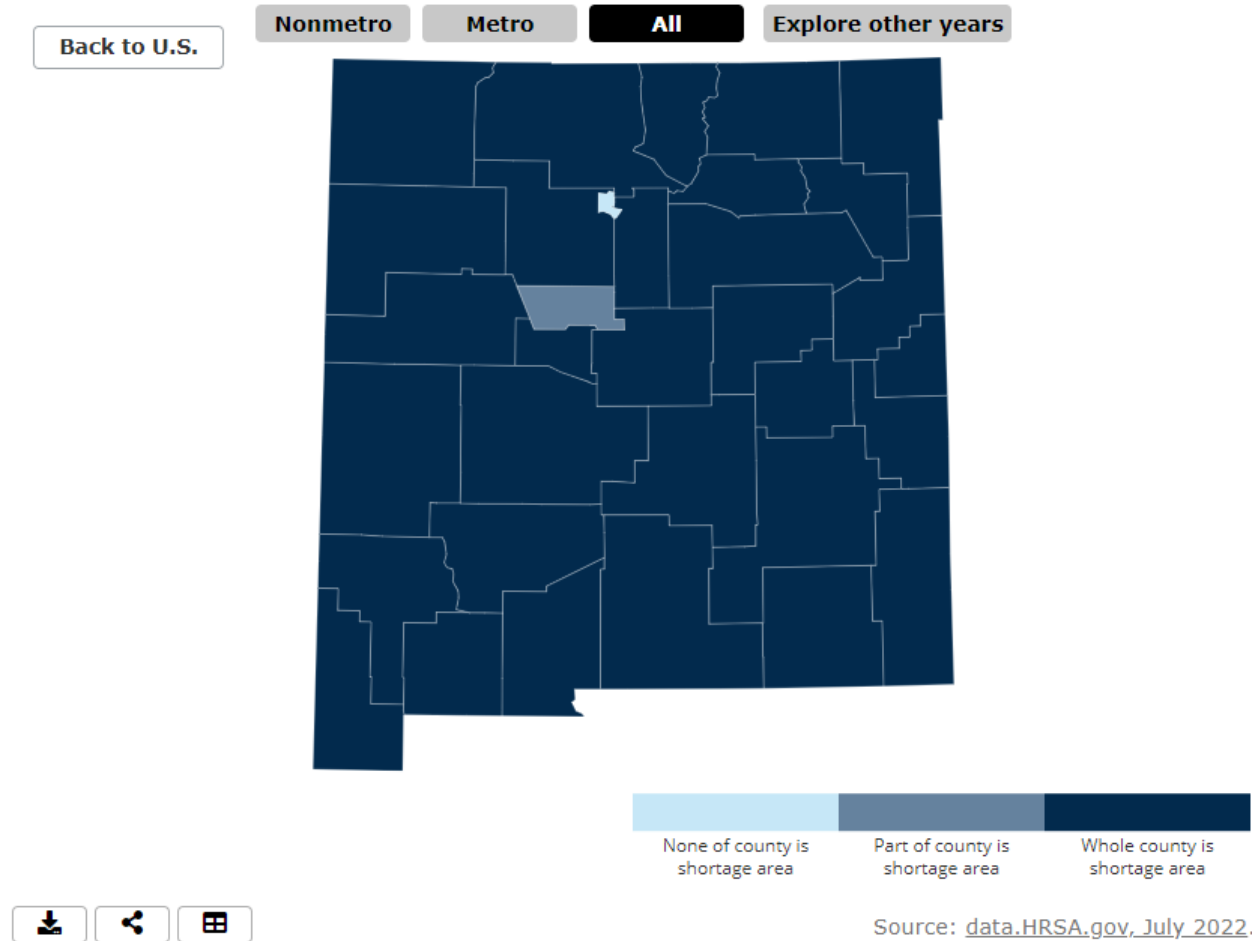 Back to U.S.
Nonmetro
Metro
All
Explore other years
None of county is
shortage area
Part of county is
shortage area
Whole county is
shortage area
Source: data.HRSA.gov, July 2022.